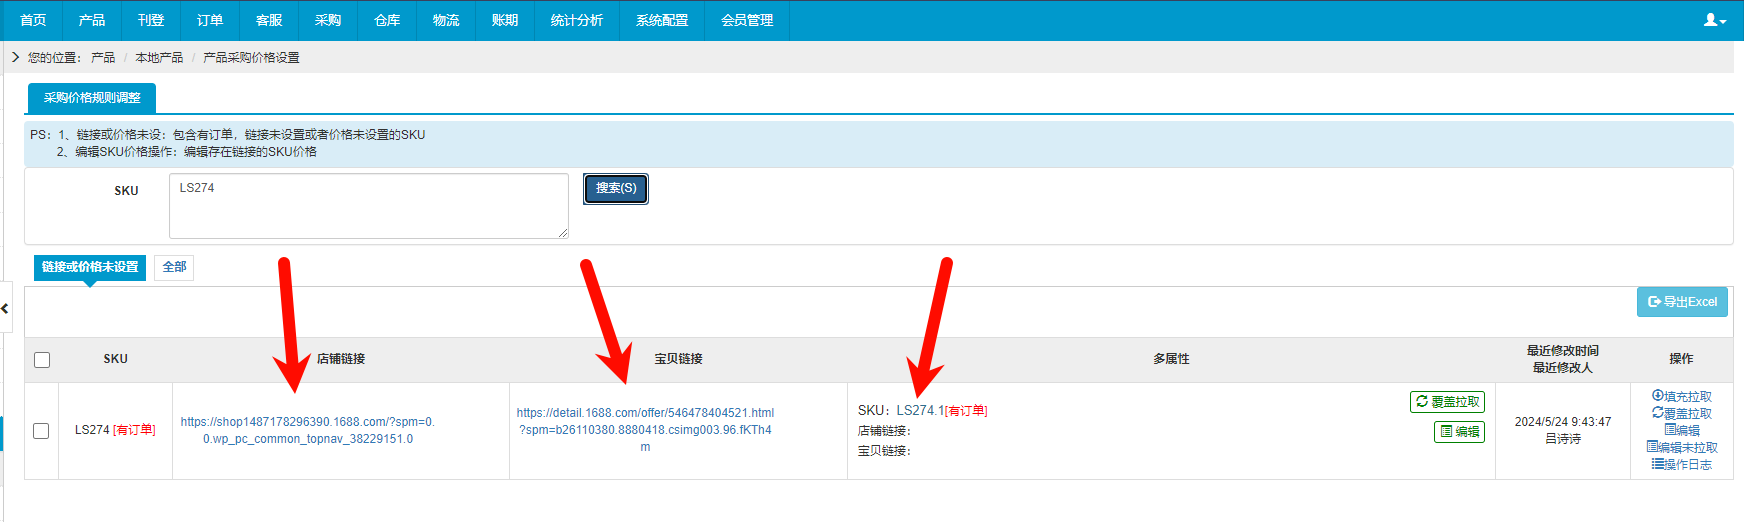 首页 产品 刊登 订单 客服 采购 仓库 物流 账期 统计分析 系统配置 会员管理
您的位置： 产品 / 本地产品 / 产品采购价格设置
采购价格规则调整
PS：1、链接或价格未设：包含有订单，链接未设置或者价格未设置的SKU
2、编辑SKU价格操作：编辑存在链接的SKU价格
SKU LS274 搜索(S)
链接或价格未设置 全部
导出Excel
SKU 店铺链接 宝贝链接 多属性 最近修改时间 操作
最近修改人
LS274 [有订单]
https://shop1487178296390.1688.com/?spm=0.
0.wp_pc_common_topnav_38229151.0
https://detail.1688.com/offer/546478404521.html
?spm=b26110380.8880418.csimg003.96.fKTh4
m
SKU：LS274.1[有订单]
店铺链接：
宝贝链接：
覆盖拉取
编辑
2024/5/24 9:43:47
吕诗诗
填充拉取
覆盖拉取
编辑
编辑未拉取
操作日志